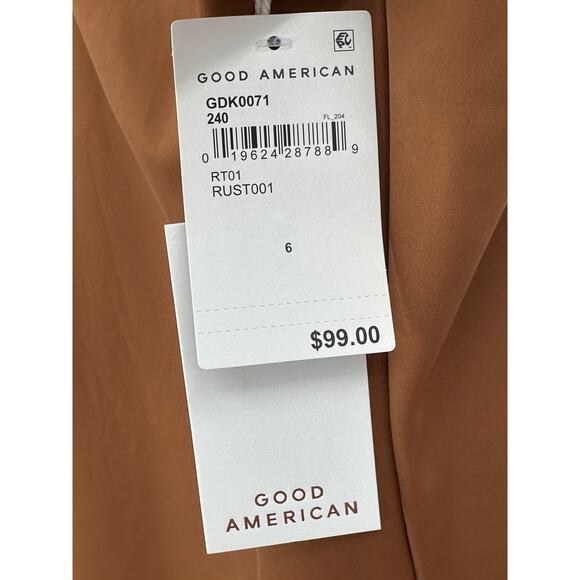 GOOD AMERICAN
GDK0071
240
FL_204
0 19624 28788 9
RT01
RUST001
6
$99.00
GOOD
AMERICAN